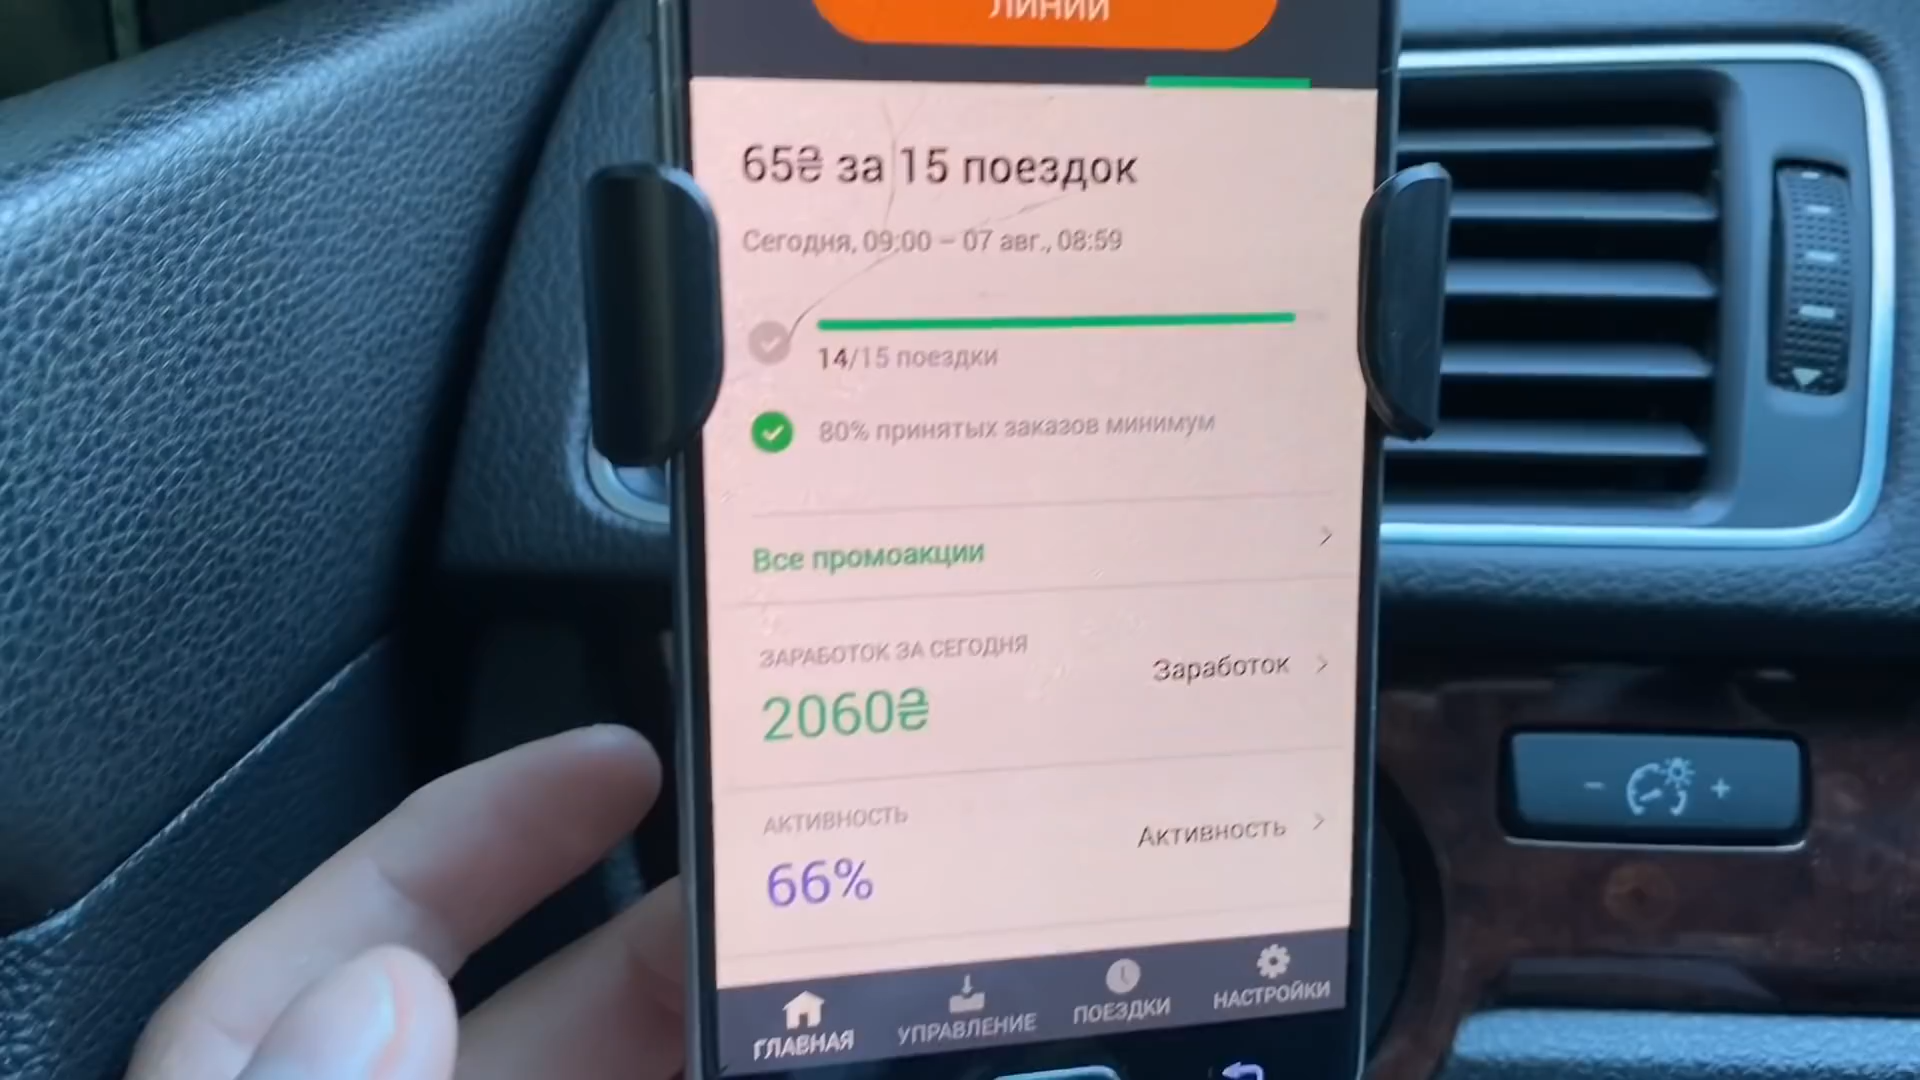 ЛИНИИ
65₴ за 15 поездок
Сегодня, 09:00 – 07 авг., 08:59
14/15 поездки
80% принятых заказов минимум
Все промоакции
ЗАРАБОТОК ЗА СЕГОДНЯ
Заработок
2060₴
АКТИВНОСТЬ
Активность
66%
ГЛАВНАЯ
УПРАВЛЕНИЕ
ПОЕЗДКИ
НАСТРОЙКИ
- +